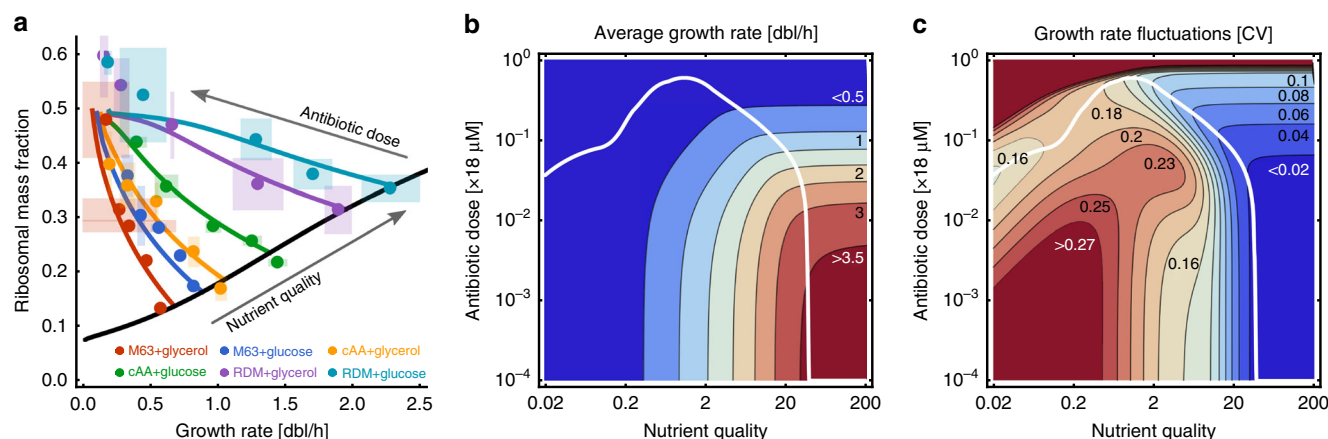 a
Ribosomal mass fraction
0.6
0.5
0.4
0.3
0.2
0.1
0.0
Antibiotic dose
Nutrient quality
M63+glycerol
M63+glucose
cAA+glycerol
cAA+glucose
RDM+glycerol
RDM+glucose
0.0 0.5 1.0 1.5 2.0 2.5
Growth rate [dbl/h]
b
Average growth rate [dbl/h]
Antibiotic dose [×18 μM]
10⁰
10⁻¹
10⁻²
10⁻³
10⁻⁴
<0.5
1
2
3
>3.5
0.02 0.2 2 20 200
Nutrient quality
c
Growth rate fluctuations [CV]
Antibiotic dose [×18 μM]
10⁰
10⁻¹
10⁻²
10⁻³
10⁻⁴
0.1
0.08
0.06
0.04
<0.02
0.18
0.2
0.16
0.23
0.25
>0.27
0.16
0.02 0.2 2 20 200
Nutrient quality